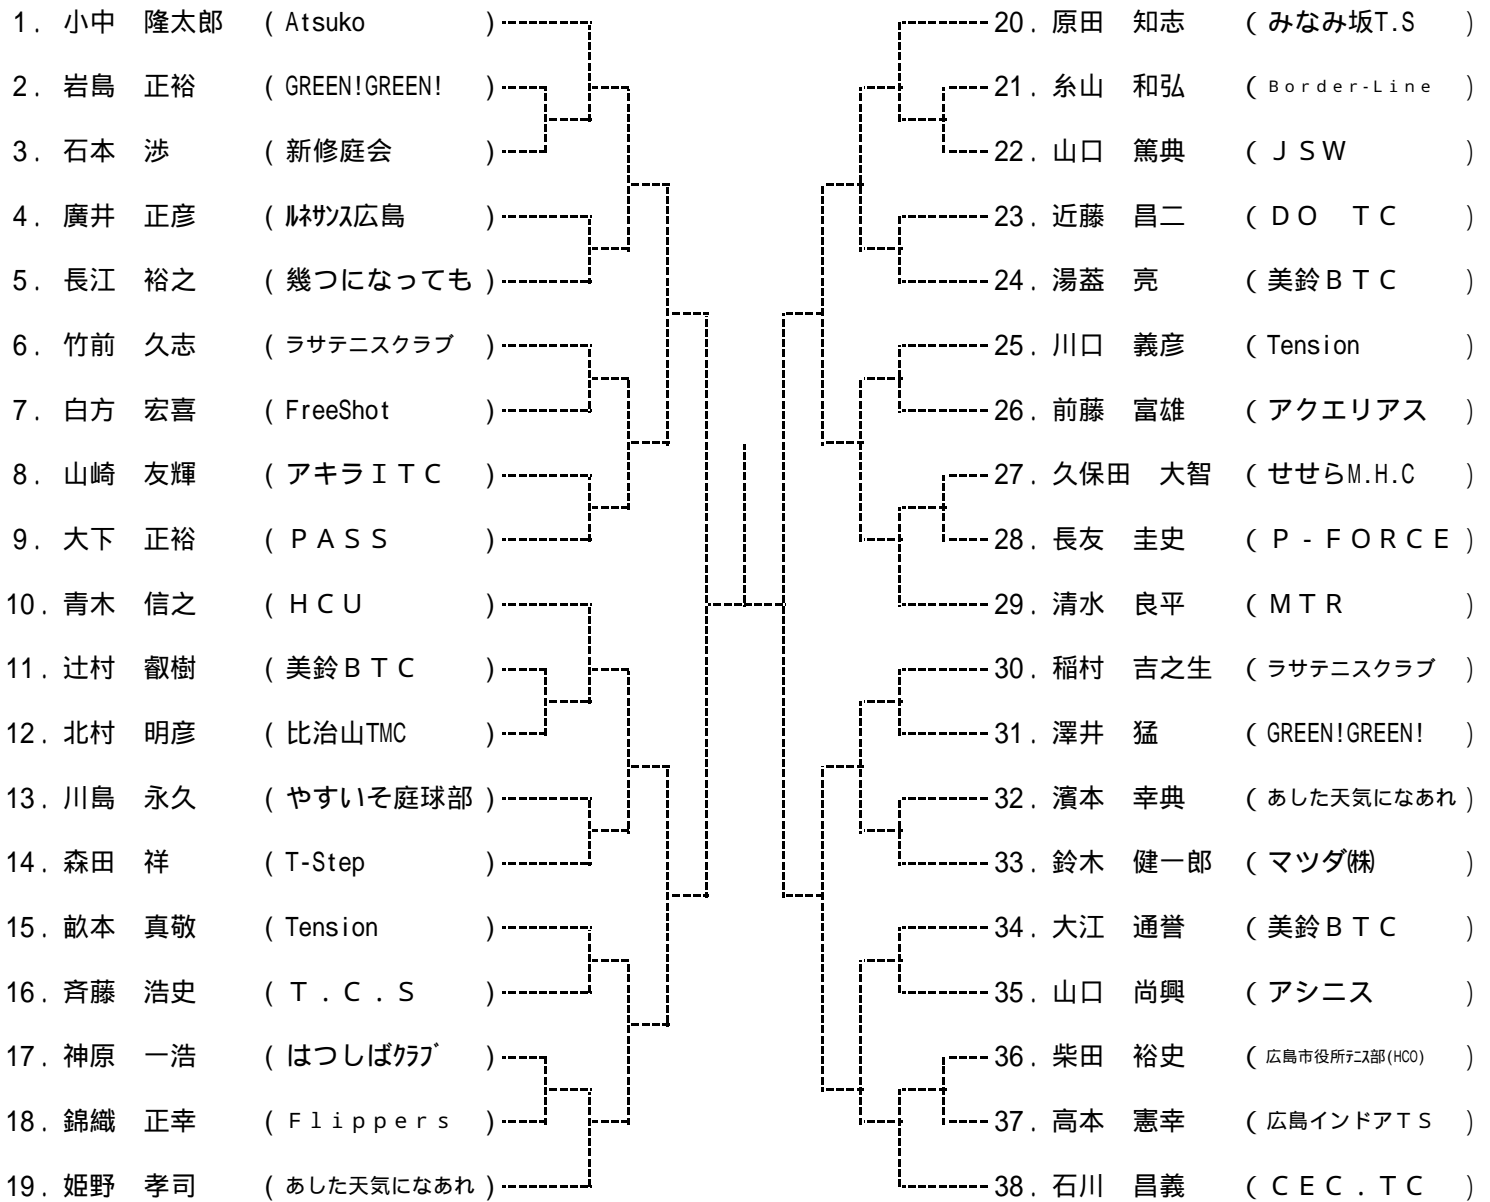 1. 小中　隆太郎 ( Atsuko )
2. 岩島　正裕 ( GREEN!GREEN! )
3. 石本　渉 ( 新修庭会 )
4. 廣井　正彦 ( ﾙﾈｻﾝｽ広島 )
5. 長江　裕之 ( 幾つになっても )
6. 竹前　久志 ( ラサテニスクラブ )
7. 白方　宏喜 ( FreeShot )
8. 山崎　友輝 ( アキラＩＴＣ )
9. 大下　正裕 ( ＰＡＳＳ )
10. 青木　信之 ( ＨＣＵ )
11. 辻村　叡樹 ( 美鈴ＢＴＣ )
12. 北村　明彦 ( 比治山TMC )
13. 川島　永久 ( やすいそ庭球部 )
14. 森田　祥 ( T-Step )
15. 畝本　真敬 ( Tension )
16. 斉藤　浩史 ( Ｔ．Ｃ．Ｓ )
17. 神原　一浩 ( はつしばｸﾗﾌﾞ )
18. 錦織　正幸 ( Ｆｌｉｐｐｅｒｓ )
19. 姫野　孝司 ( あした天気になあれ )
20. 原田　知志 ( みなみ坂T.S )
21. 糸山　和弘 ( Ｂｏｒｄｅｒ-Ｌｉｎｅ )
22. 山口　篤典 ( ＪＳＷ )
23. 近藤　昌二 ( ＤＯ　ＴＣ )
24. 湯蓋　亮 ( 美鈴ＢＴＣ )
25. 川口　義彦 ( Tension )
26. 前藤　富雄 ( アクエリアス )
27. 久保田　大智 ( せせらM.H.C )
28. 長友　圭史 ( Ｐ-ＦＯＲＣＥ )
29. 清水　良平 ( ＭＴＲ )
30. 稲村　吉之生 ( ラサテニスクラブ )
31. 澤井　猛 ( GREEN!GREEN! )
32. 濱本　幸典 ( あした天気になあれ )
33. 鈴木　健一郎 ( マツダ㈱ )
34. 大江　通誉 ( 美鈴ＢＴＣ )
35. 山口　尚興 ( アシニス )
36. 柴田　裕史 ( 広島市役所ﾃﾆｽ部(HCO) )
37. 高本　憲幸 ( 広島インドアＴＳ )
38. 石川　昌義 ( ＣＥＣ．ＴＣ )